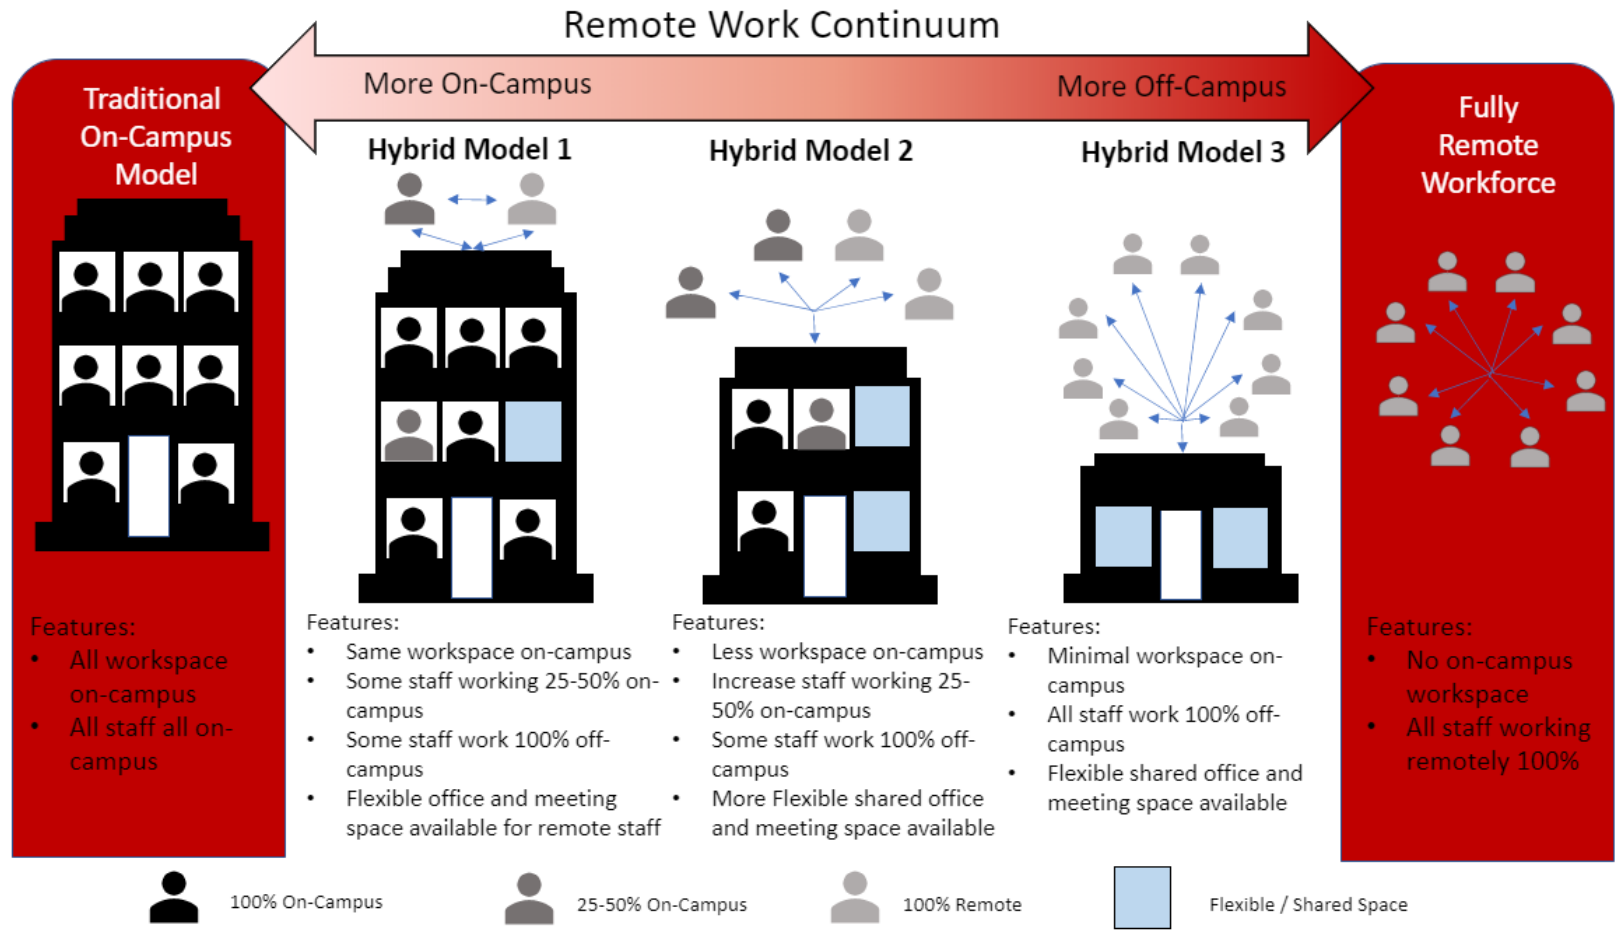 Remote Work Continuum
More On-Campus
More Off-Campus
Traditional
On-Campus
Model
Features:
• All workspace
on-campus
• All staff all on-
campus
Hybrid Model 1
Features:
• Same workspace on-campus
• Some staff working 25-50% on-
campus
• Some staff work 100% off-
campus
• Flexible office and meeting
space available for remote staff
Hybrid Model 2
Features:
• Less workspace on-campus
• Increase staff working 25-
50% on-campus
• Some staff work 100% off-
campus
• More Flexible shared office
and meeting space available
Hybrid Model 3
Features:
• Minimal workspace on-
campus
• All staff work 100% off-
campus
• Flexible shared office and
meeting space available
Fully
Remote
Workforce
Features:
• No on-campus
workspace
• All staff working
remotely 100%
100% On-Campus
25-50% On-Campus
100% Remote
Flexible / Shared Space